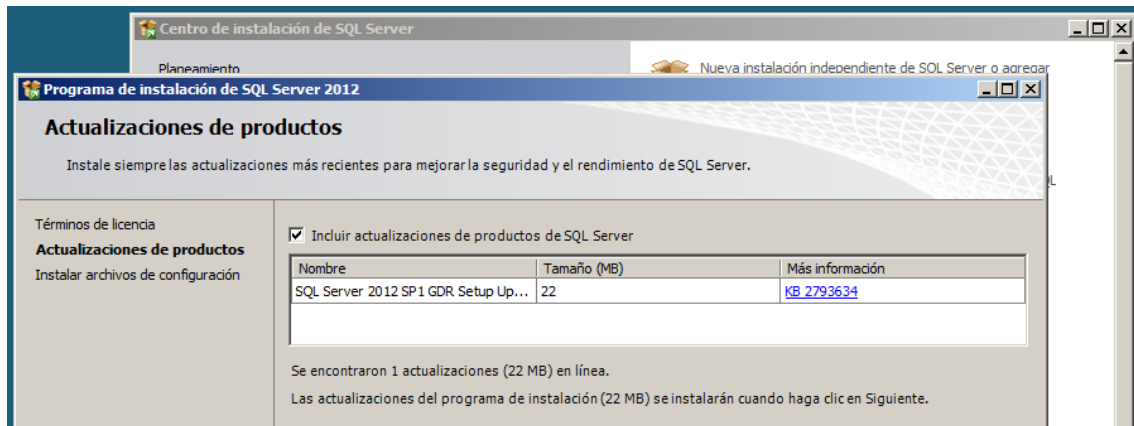 Centro de instalación de SQL Server
Planeamiento
Nueva instalación independiente de SQL Server o agregar
Programa de instalación de SQL Server 2012
Actualizaciones de productos
Instale siempre las actualizaciones más recientes para mejorar la seguridad y el rendimiento de SQL Server.
Términos de licencia
Actualizaciones de productos
Instalar archivos de configuración
Incluir actualizaciones de productos de SQL Server
Nombre Tamaño (MB) Más información
SQL Server 2012 SP1 GDR Setup Up... 22 KB 2793634
Se encontraron 1 actualizaciones (22 MB) en línea.
Las actualizaciones del programa de instalación (22 MB) se instalarán cuando haga clic en Siguiente.